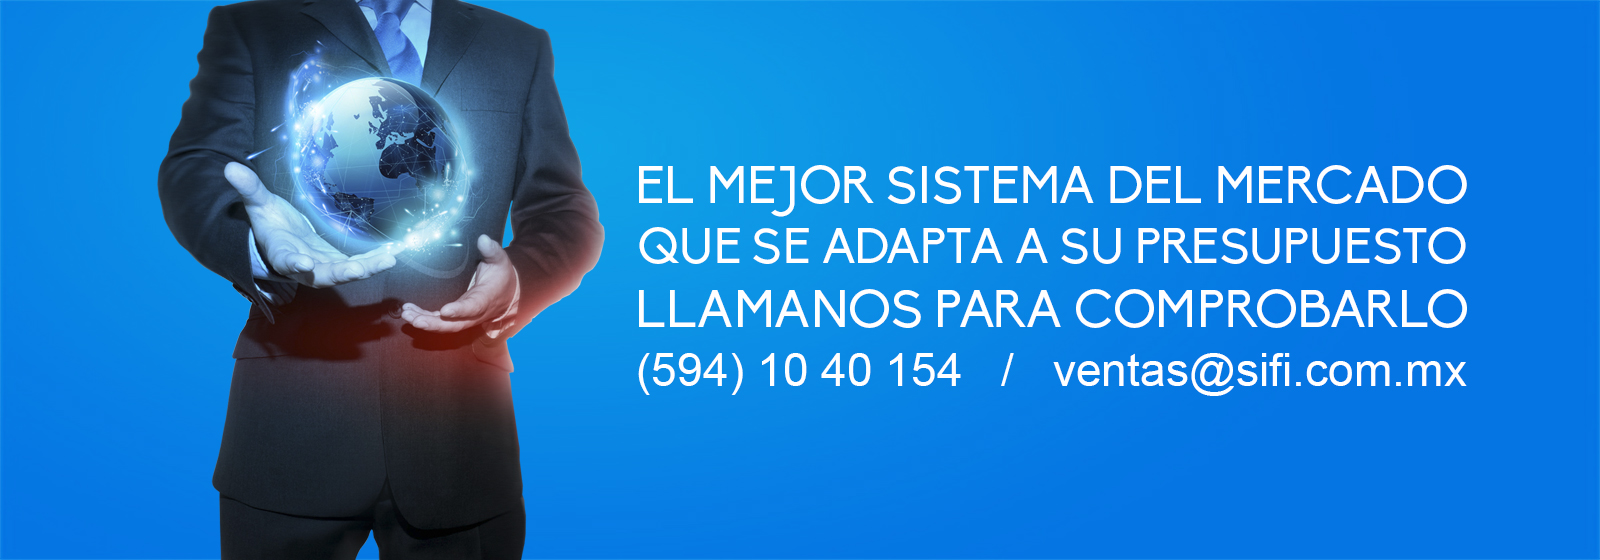 EL MEJOR SISTEMA DEL MERCADO
QUE SE ADAPTA A SU PRESUPUESTO
LLAMANOS PARA COMPROBARLO
(594) 10 40 154 / ventas@sifi.com.mx